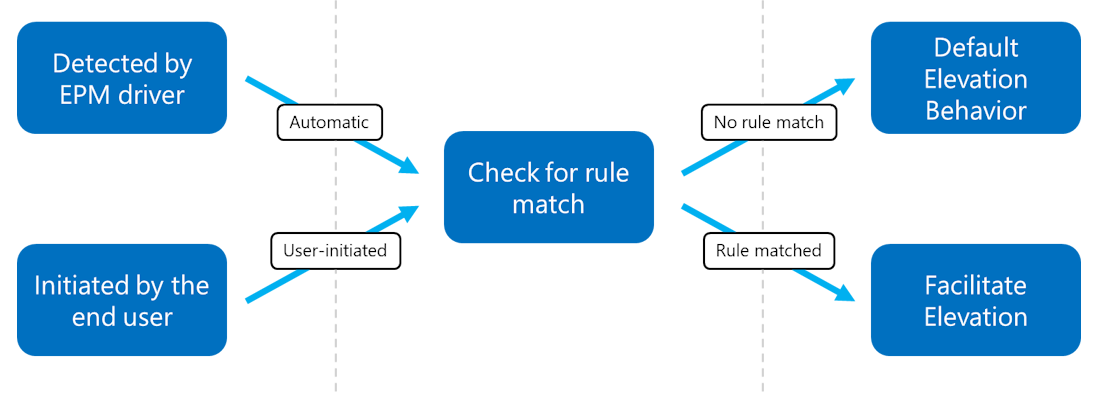 Detected by
EPM driver
Automatic
Initiated by the
end user
User-initiated
Check for rule
match
No rule match
Default
Elevation
Behavior
Rule matched
Facilitate
Elevation